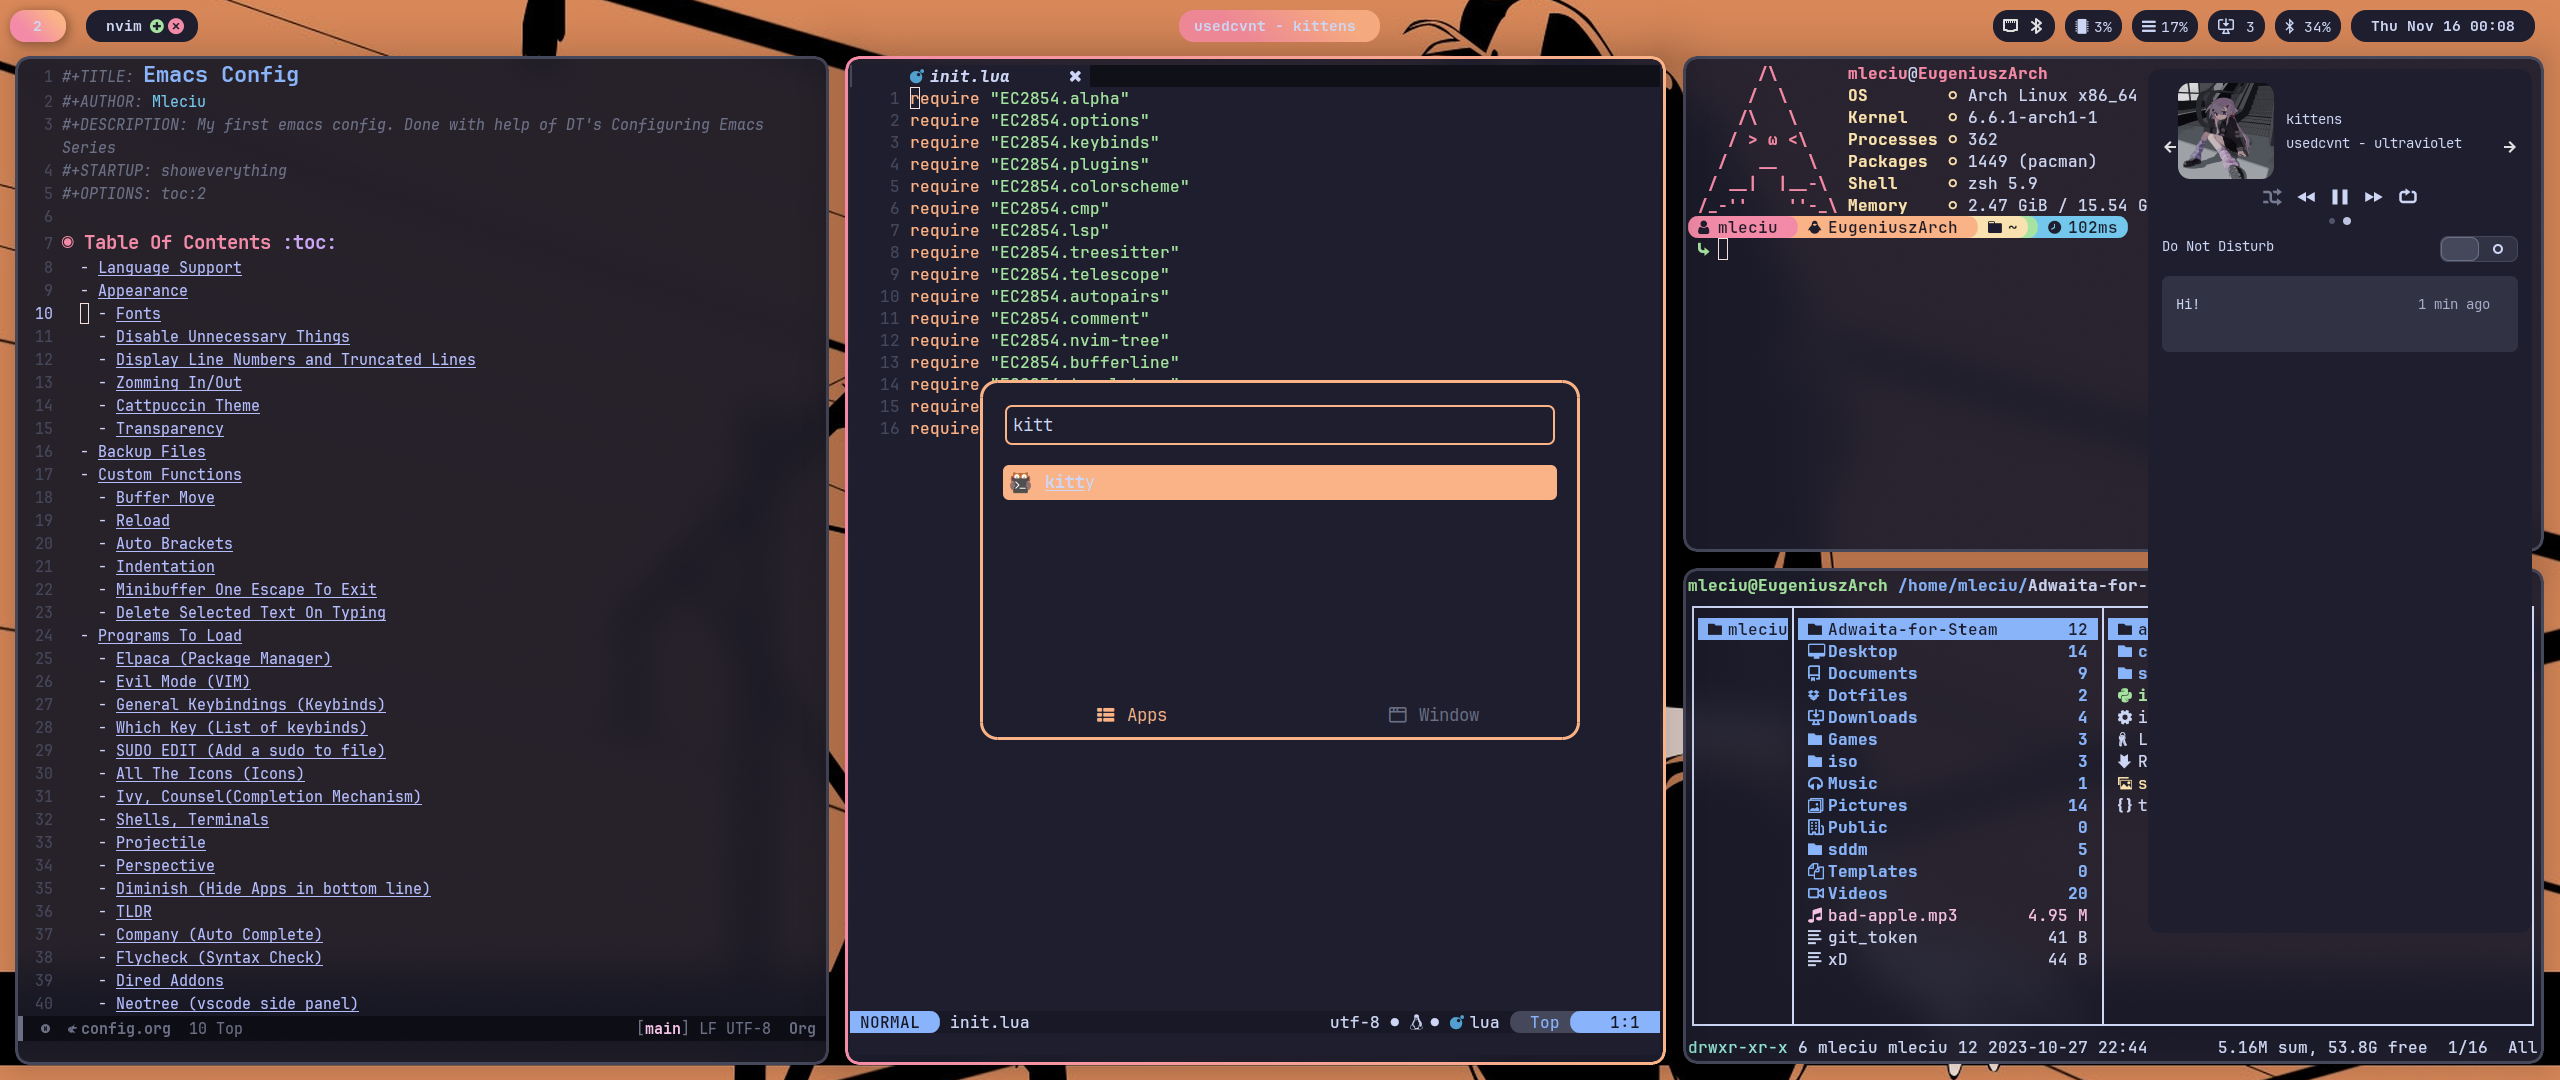 2
nvim
usedcvnt - kittens
3%
17%
3
34%
Thu Nov 16 00:08
1 #+TITLE: Emacs Config
2 #+AUTHOR: Mleciu
3 #+DESCRIPTION: My first emacs config. Done with help of DT's Configuring Emacs
Series
4 #+STARTUP: showeverything
5 #+OPTIONS: toc:2
6
7 Table Of Contents :toc:
8 - Language Support
9 - Appearance
10 - Fonts
11 - Disable Unnecessary Things
12 - Display Line Numbers and Truncated Lines
13 - Zomming In/Out
14 - Cattpuccin Theme
15 - Transparency
16 - Backup Files
17 - Custom Functions
18 - Buffer Move
19 - Reload
20 - Auto Brackets
21 - Indentation
22 - Minibuffer One Escape To Exit
23 - Delete Selected Text On Typing
24 - Programs To Load
25 - Elpaca (Package Manager)
26 - Evil Mode (VIM)
27 - General Keybindings (Keybinds)
28 - Which Key (List of keybinds)
29 - SUDO EDIT (Add a sudo to file)
30 - All The Icons (Icons)
31 - Ivy, Counsel(Completion Mechanism)
32 - Shells, Terminals
33 - Projectile
34 - Perspective
35 - Diminish (Hide Apps in bottom line)
36 - TLDR
37 - Company (Auto Complete)
38 - Flycheck (Syntax Check)
39 - Dired Addons
40 - Neotree (vscode side panel)
config.org 10 Top [main] LF UTF-8 Org
init.lua
1 require "EC2854.alpha"
2 require "EC2854.options"
3 require "EC2854.keybinds"
4 require "EC2854.plugins"
5 require "EC2854.colorscheme"
6 require "EC2854.cmp"
7 require "EC2854.lsp"
8 require "EC2854.treesitter"
9 require "EC2854.telescope"
10 require "EC2854.autopairs"
11 require "EC2854.comment"
12 require "EC2854.nvim-tree"
13 require "EC2854.bufferline"
14 require
15 require
16 require
kitt
kitty
Apps
Window
NORMAL init.lua utf-8 lua Top 1:1
mleciu@EugeniuszArch
OS Arch Linux x86_64
Kernel 6.6.1-arch1-1
Processes 362
Packages 1449 (pacman)
Shell zsh 5.9
Memory 2.47 GiB / 15.54 G
mleciu EugeniuszArch ~ 102ms
kittens
usedcvnt - ultraviolet
Do Not Disturb
Hi! 1 min ago
mleciu@EugeniuszArch /home/mleciu/Adwaita-for-
mleciu
Adwaita-for-Steam 12
Desktop 14
Documents 9
Dotfiles 2
Downloads 4
Games 3
iso 3
Music 1
Pictures 14
Public 0
sddm 5
Templates 0
Videos 20
bad-apple.mp3 4.95 M
git_token 41 B
xD 44 B
a
c
s
i
i
L
R
s
t
drwxr-xr-x 6 mleciu mleciu 12 2023-10-27 22:44 5.16M sum, 53.8G free 1/16 All